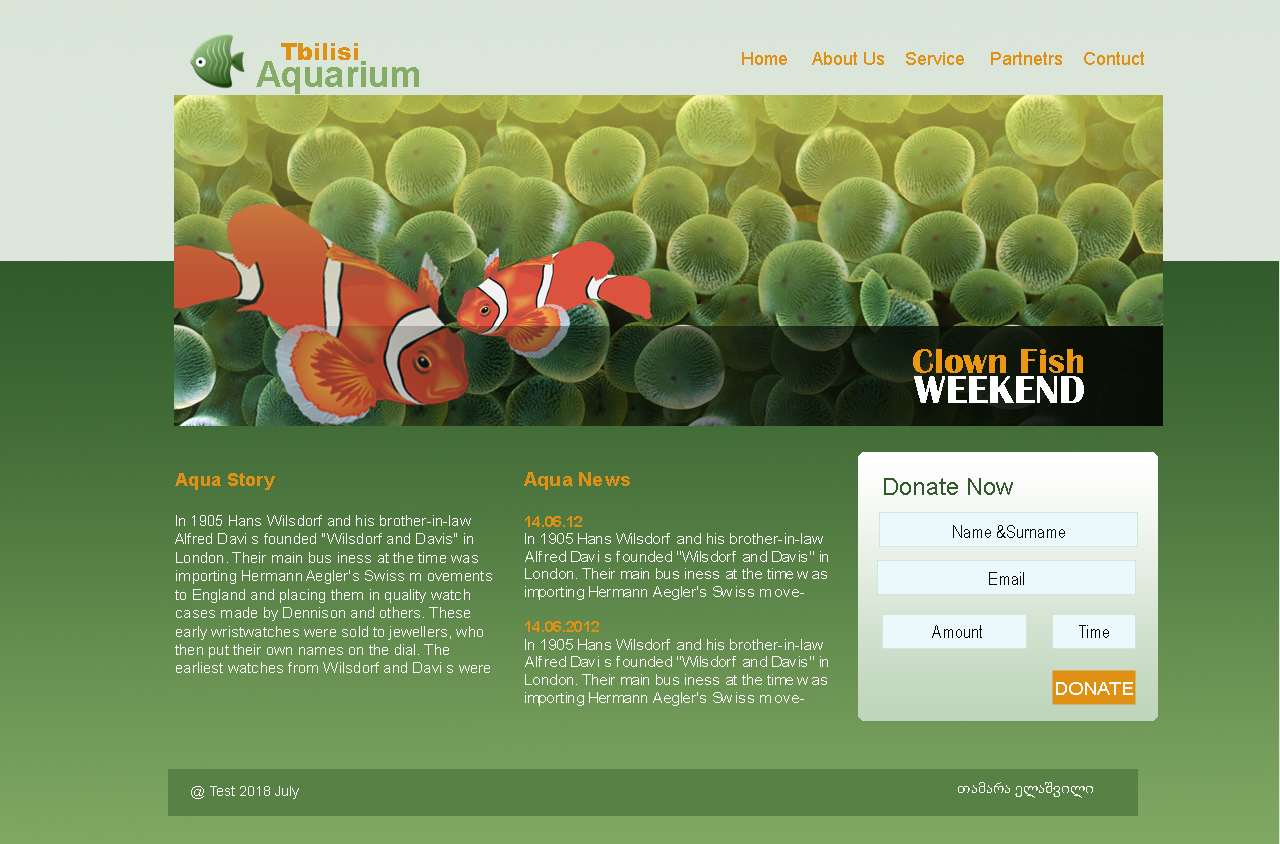 Tbilisi
Aquarium
Home About Us Service Partnetrs Contuct
Clown Fish
WEEKEND
Aqua Story
In 1905 Hans Wilsdorf and his brother-in-law
Alfred Davi s founded "Wilsdorf and Davis" in
London. Their main bus iness at the time was
importing Hermann Aegler's Swiss m ovements
to England and placing them in quality watch
cases made by Dennison and others. These
early wristwatches were sold to jewellers, who
then put their own names on the dial. The
earliest watches from Wilsdorf and Davi s were
Aqua News
14.06.12
In 1905 Hans Wilsdorf and his brother-in-law
Alfred Davi s founded "Wilsdorf and Davis" in
London. Their main bus iness at the time was
importing Hermann Aegler's Swiss move-
14.06.2012
In 1905 Hans Wilsdorf and his brother-in-law
Alfred Davi s founded "Wilsdorf and Davis" in
London. Their main bus iness at the time was
importing Hermann Aegler's Swiss move-
Donate Now
Name &Surname
Email
Amount Time
DONATE
@ Test 2018 July
თამარა ელაშვილი